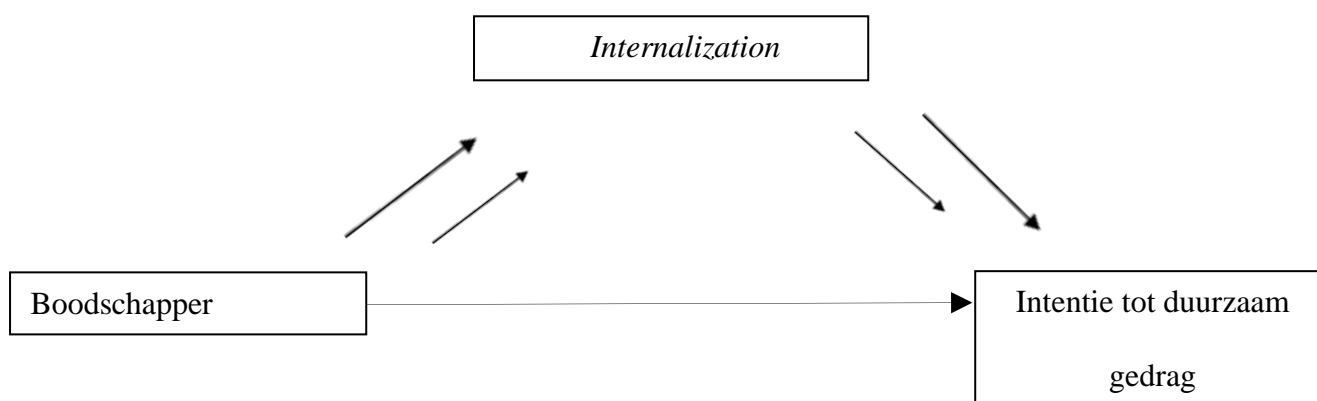 Internalization
Boodschapper
Intentie tot duurzaam
gedrag